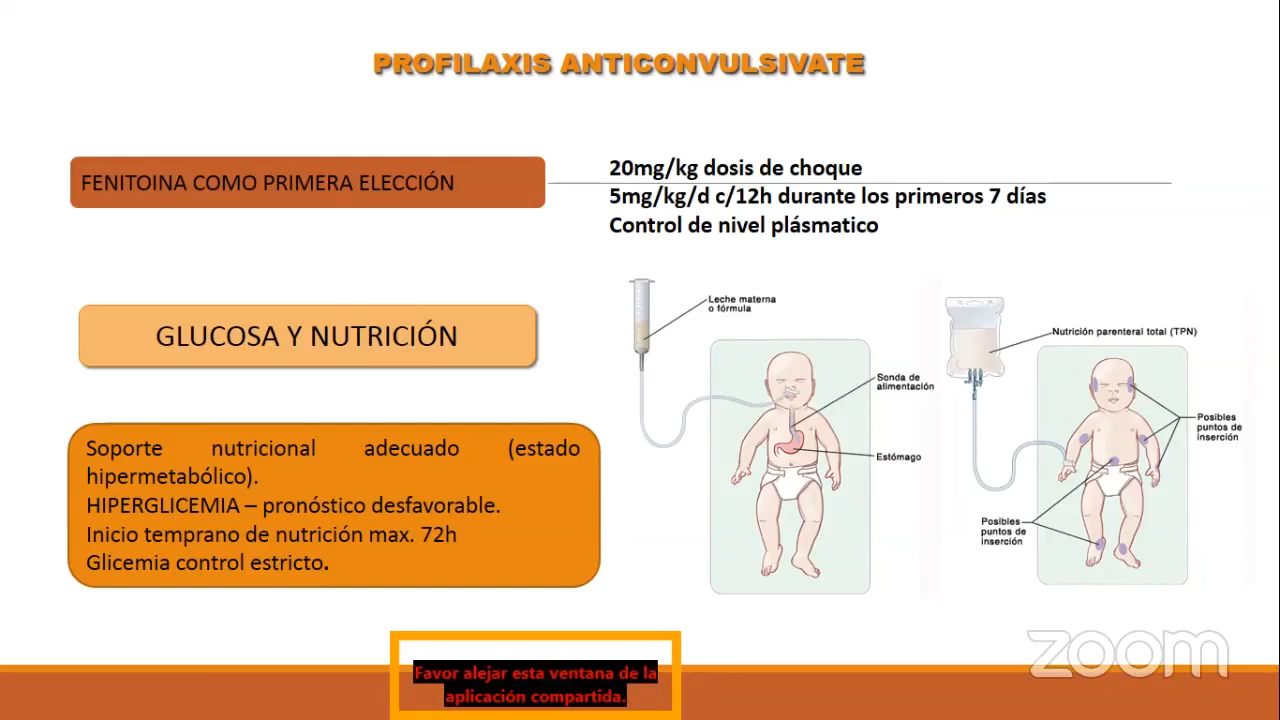 PROFILAXIS ANTICONVULSIVATE
FENITOINA COMO PRIMERA ELECCIÓN
20mg/kg dosis de choque
5mg/kg/d c/12h durante los primeros 7 días
Control de nivel plásmatico
GLUCOSA Y NUTRICIÓN
Soporte nutricional adecuado (estado
hipermetabólico).
HIPERGLICEMIA – pronóstico desfavorable.
Inicio temprano de nutrición max. 72h
Glicemia control estricto.
Leche materna
o fórmula
Sonda de
alimentación
Estómago
Nutrición parenteral total (TPN)
Posibles
puntos de
inserción
Posibles
puntos de
inserción
Favor alejar esta ventana de la
aplicación compartida.
zoom